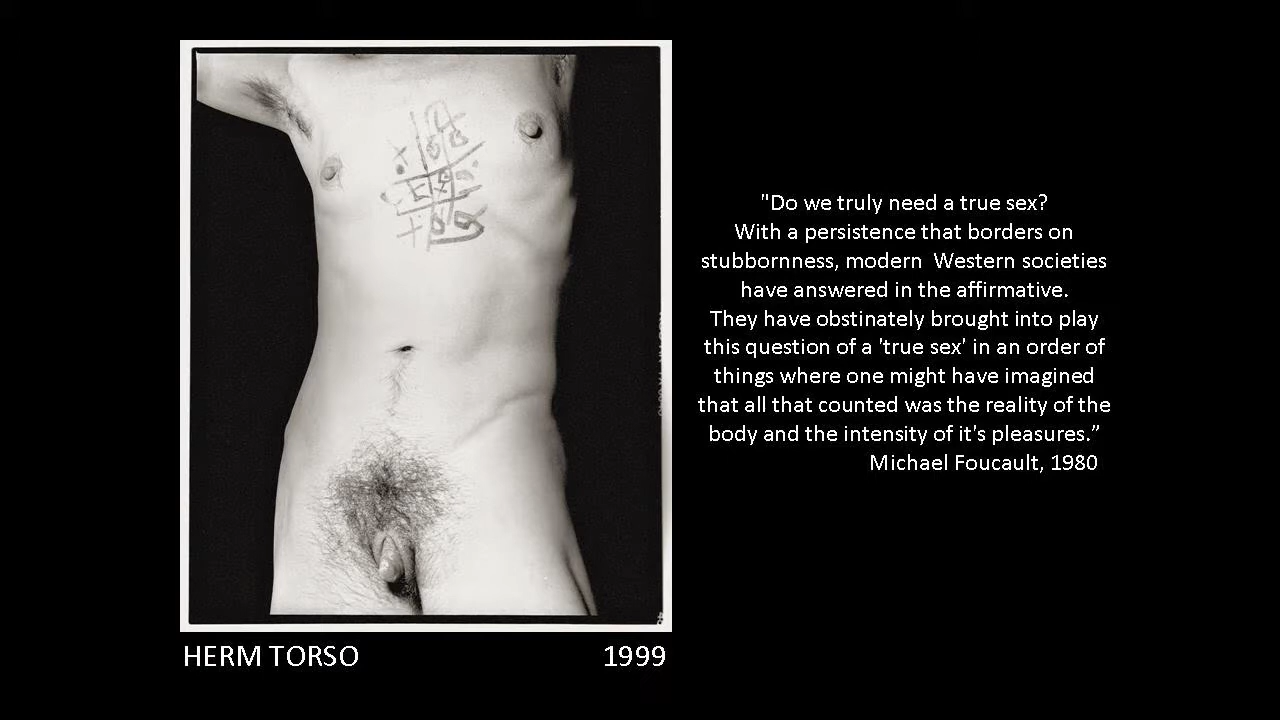 "Do we truly need a true sex?
With a persistence that borders on
stubbornness, modern  Western societies
have answered in the affirmative.
They have obstinately brought into play
this question of a 'true sex' in an order of
things where one might have imagined
that all that counted was the reality of the
body and the intensity of it's pleasures.”
Michael Foucault, 1980
HERM TORSO 1999